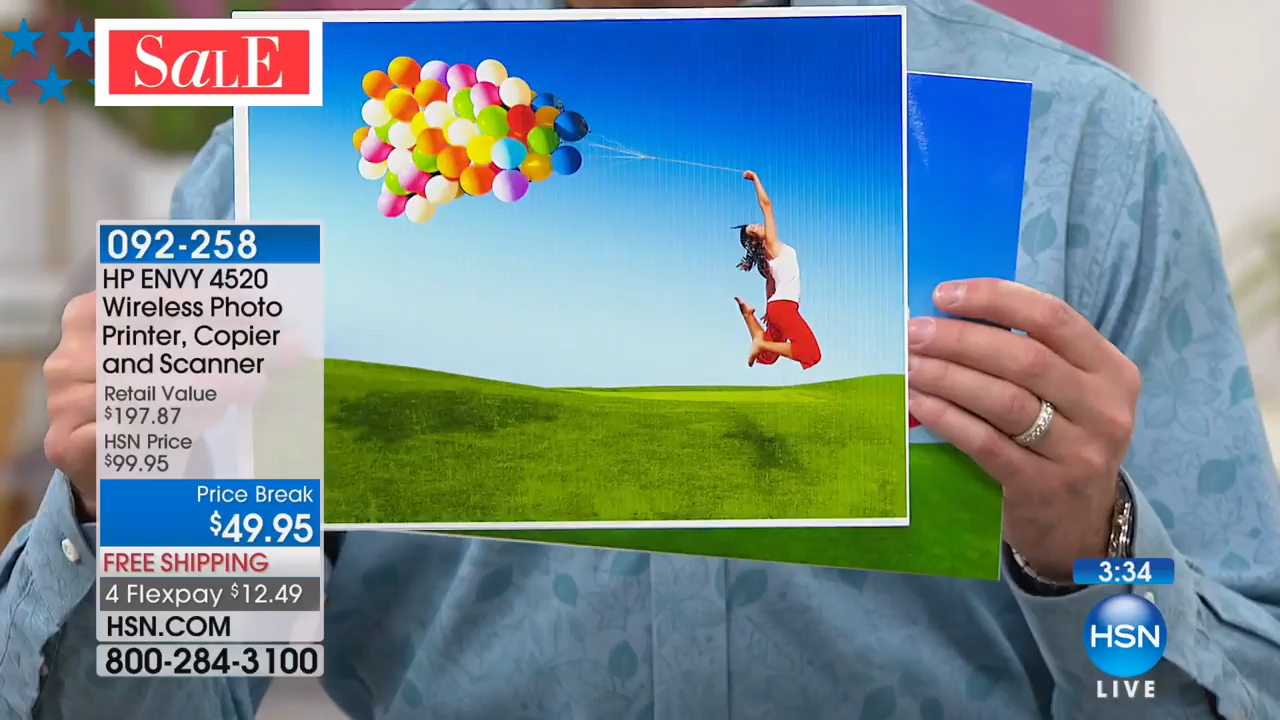 SaLE
092-258
HP ENVY 4520
Wireless Photo
Printer, Copier
and Scanner
Retail Value
$197.87
HSN Price
$99.95
Price Break
$49.95
FREE SHIPPING
4 Flexpay $12.49
HSN.COM
800-284-3100
3:34
HSN
LIVE